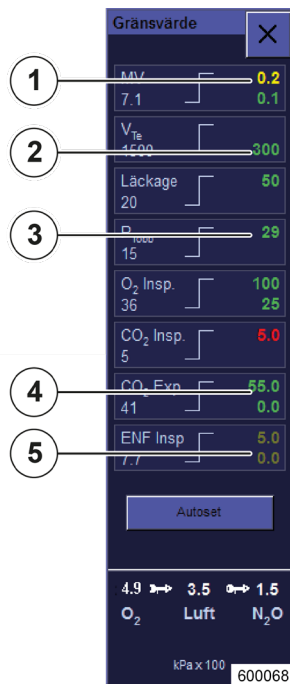 Gränsvärde
1
MV 0.2
7.1 0.1
V Te
2
1500 300
Läckage 50
20
3
29
15
O₂ Insp. 100
36 25
CO₂ Insp. 5.0
5
4
CO₂ Exp 55.0
41 0.0
ENF Insp 5.0
5
7.7 0.0
Autoset
4.9 3.5 1.5
O₂ Luft N₂O
kPa x 100
600068